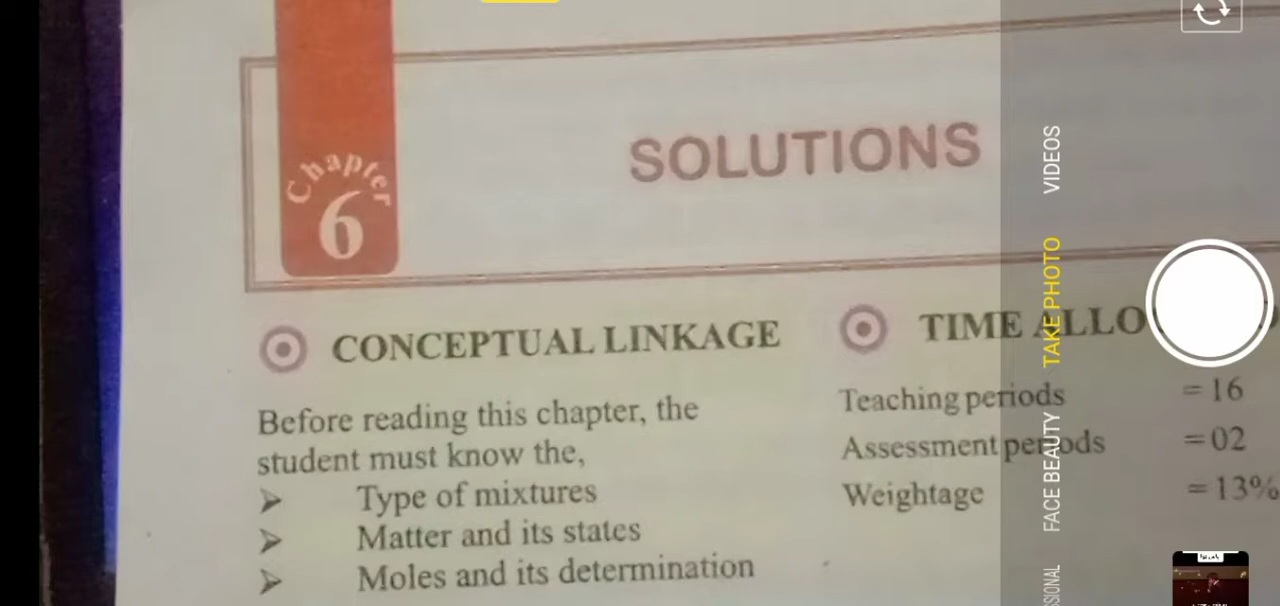 Chapter
6
SOLUTIONS
CONCEPTUAL LINKAGE
Before reading this chapter, the
student must know the,
Type of mixtures
Matter and its states
Moles and its determination
TIME ALLO
Teaching periods = 16
Assessment periods = 02
Weightage = 13%
VIDEOS
TAKE PHOTO
FACE BEAUTY
SSIONAL